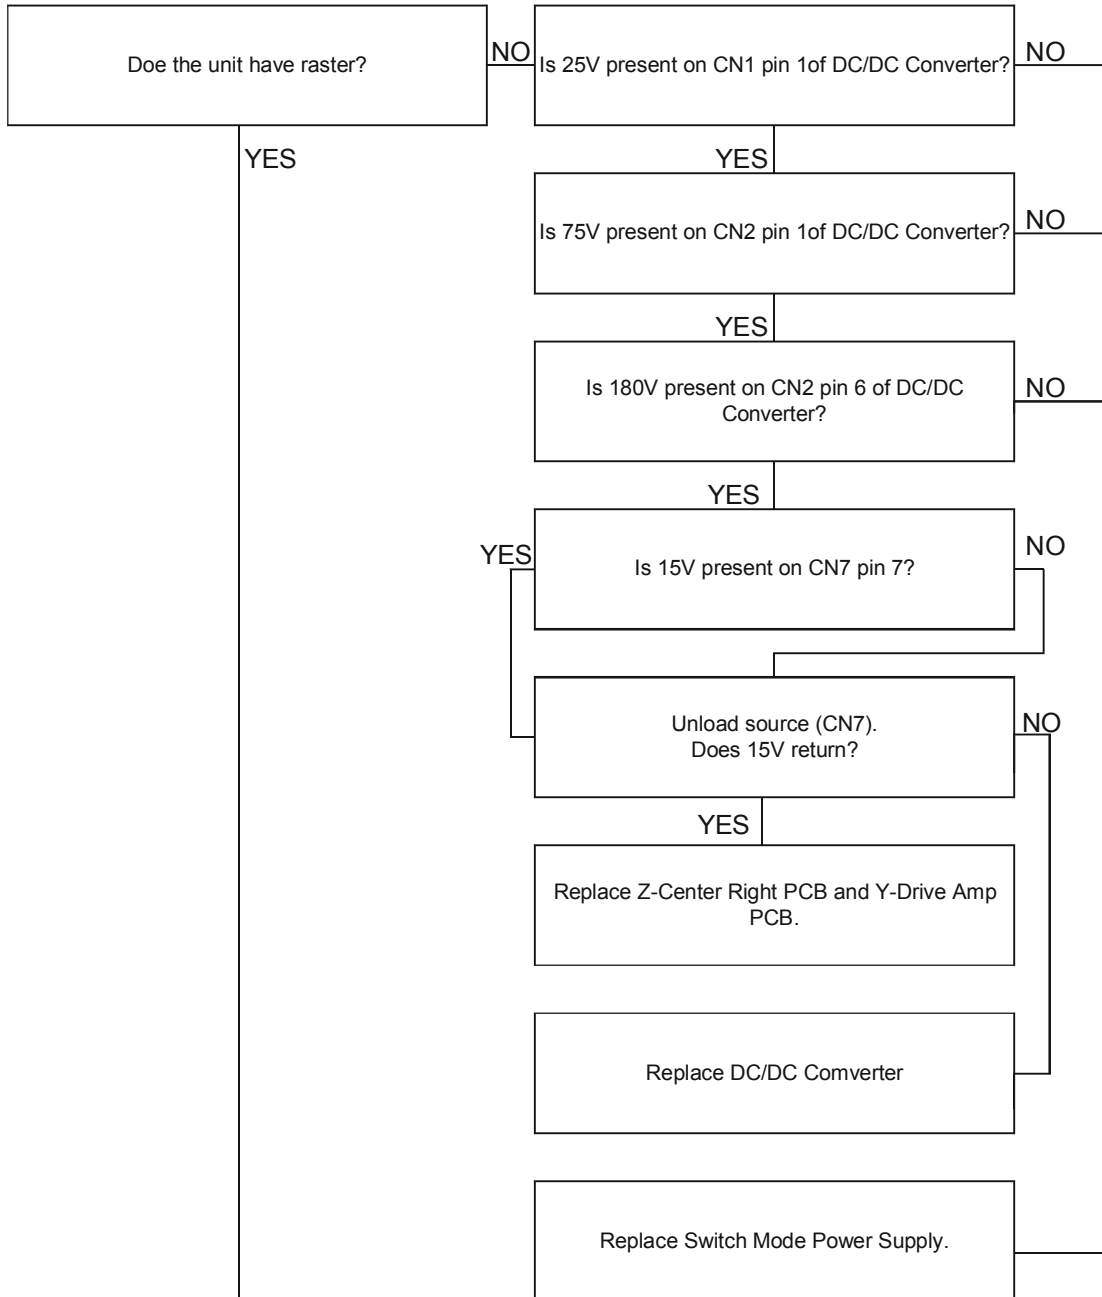 Doe the unit have raster?
NO
Is 25V present on CN1 pin 1of DC/DC Converter?
NO
YES
YES
Is 75V present on CN2 pin 1of DC/DC Converter?
NO
YES
Is 180V present on CN2 pin 6 of DC/DC
Converter?
NO
YES
YES
Is 15V present on CN7 pin 7?
NO
Unload source (CN7).
Does 15V return?
NO
YES
Replace Z-Center Right PCB and Y-Drive Amp
PCB.
Replace DC/DC Comverter
Replace Switch Mode Power Supply.